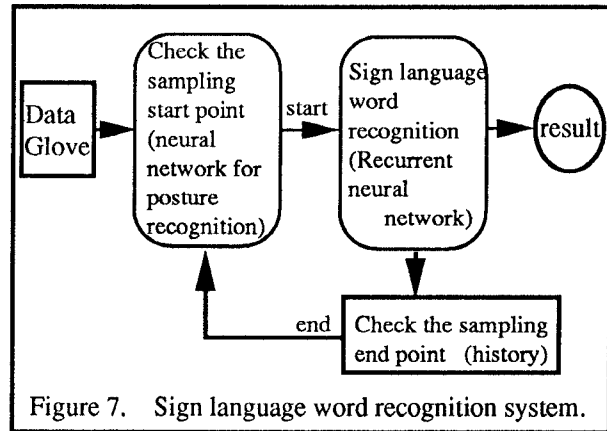 Data
Glove
Check the
sampling
start point
(neural
network for
posture
recognition)
start
Sign language
word
recognition
(Recurrent
neural
network)
result
end
Check the sampling
end point (history)
Figure 7. Sign language word recognition system.